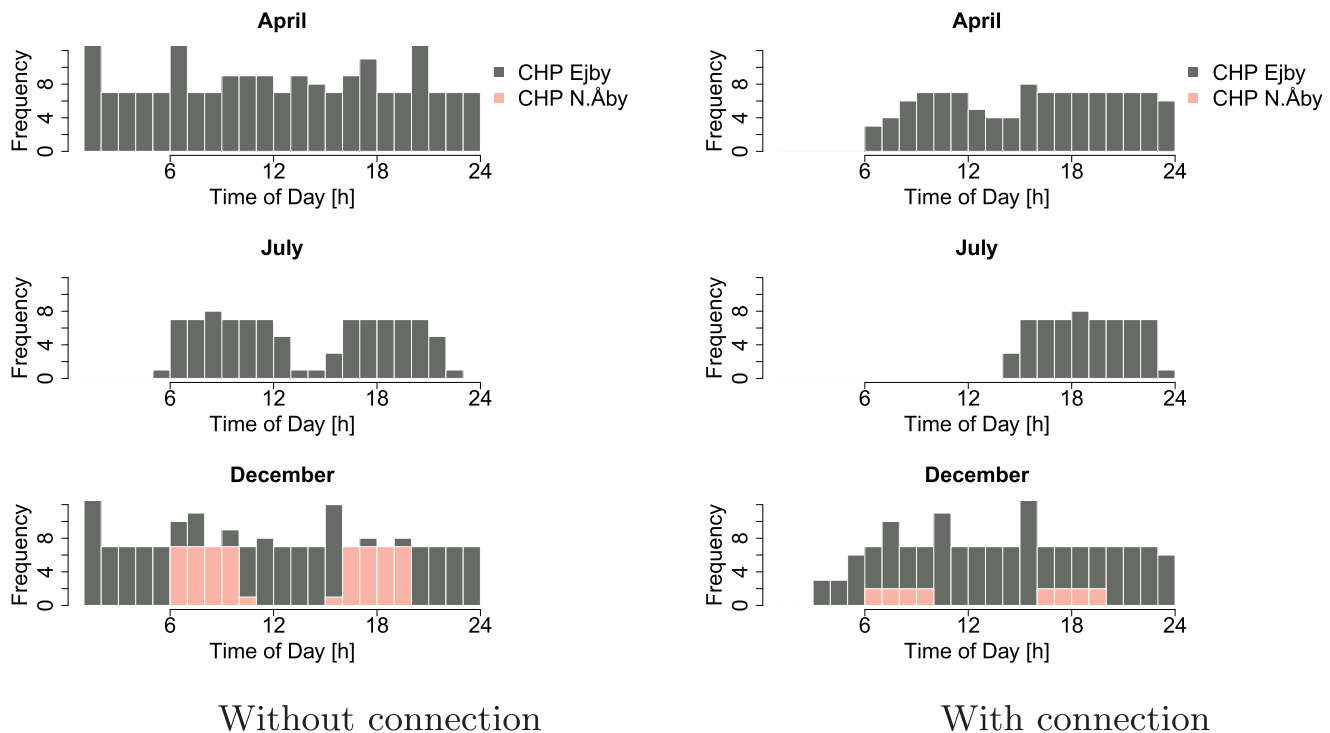 April
Frequency
0 4 8
6 12 18 24
Time of Day [h]
CHP Ejby
CHP N.Åby
April
Frequency
0 4 8
6 12 18 24
Time of Day [h]
CHP Ejby
CHP N.Åby
July
Frequency
0 4 8
6 12 18 24
Time of Day [h]
July
Frequency
0 4 8
6 12 18 24
Time of Day [h]
December
Frequency
0 4 8
6 12 18 24
Time of Day [h]
December
Frequency
0 4 8
6 12 18 24
Time of Day [h]
Without connection
With connection